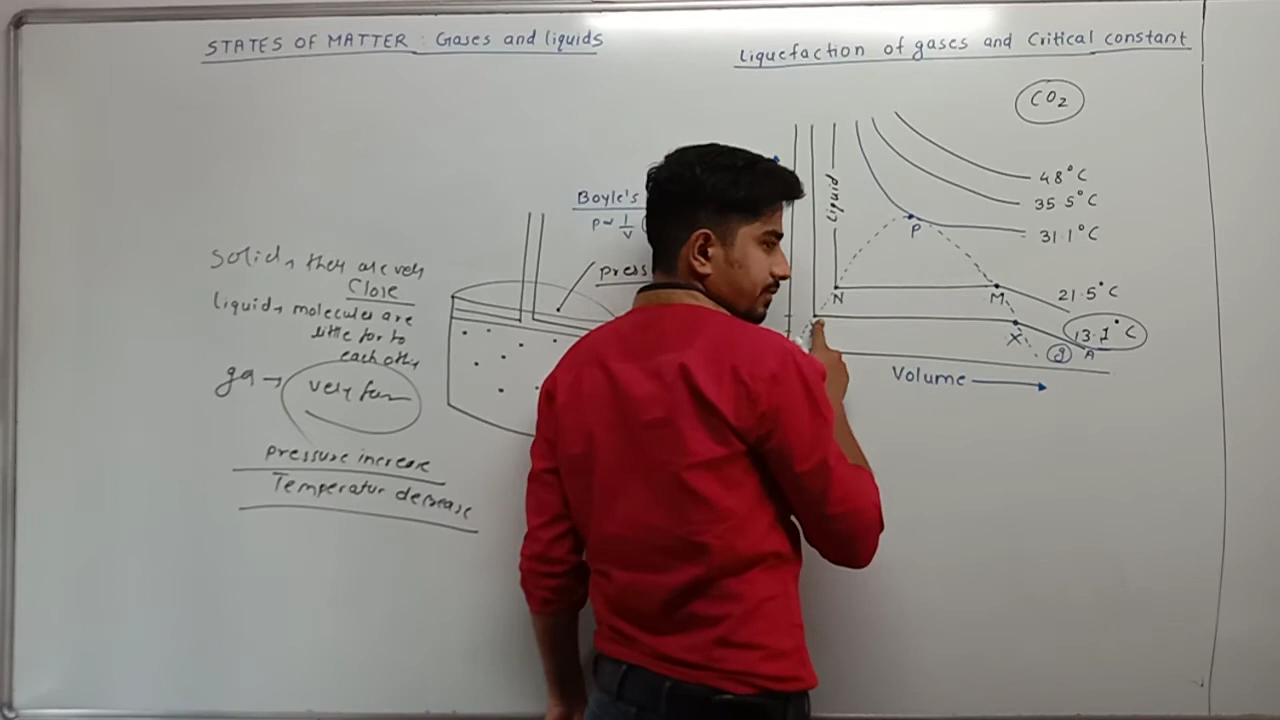 STATES OF MATTER : Gases and liquids
Liquefaction of gases and Critical constant
CO2
48°C
35 5°C
31.1°C
21.5°C
13.1°C
Liquid
P
N
M
X
g
A
Volume
Boyle's
P∝ 1/V
press
Solid → they are very
Close
liquid → molecules are
little far to
each other
ga →
very far
pressure increase
Temperatur decrease